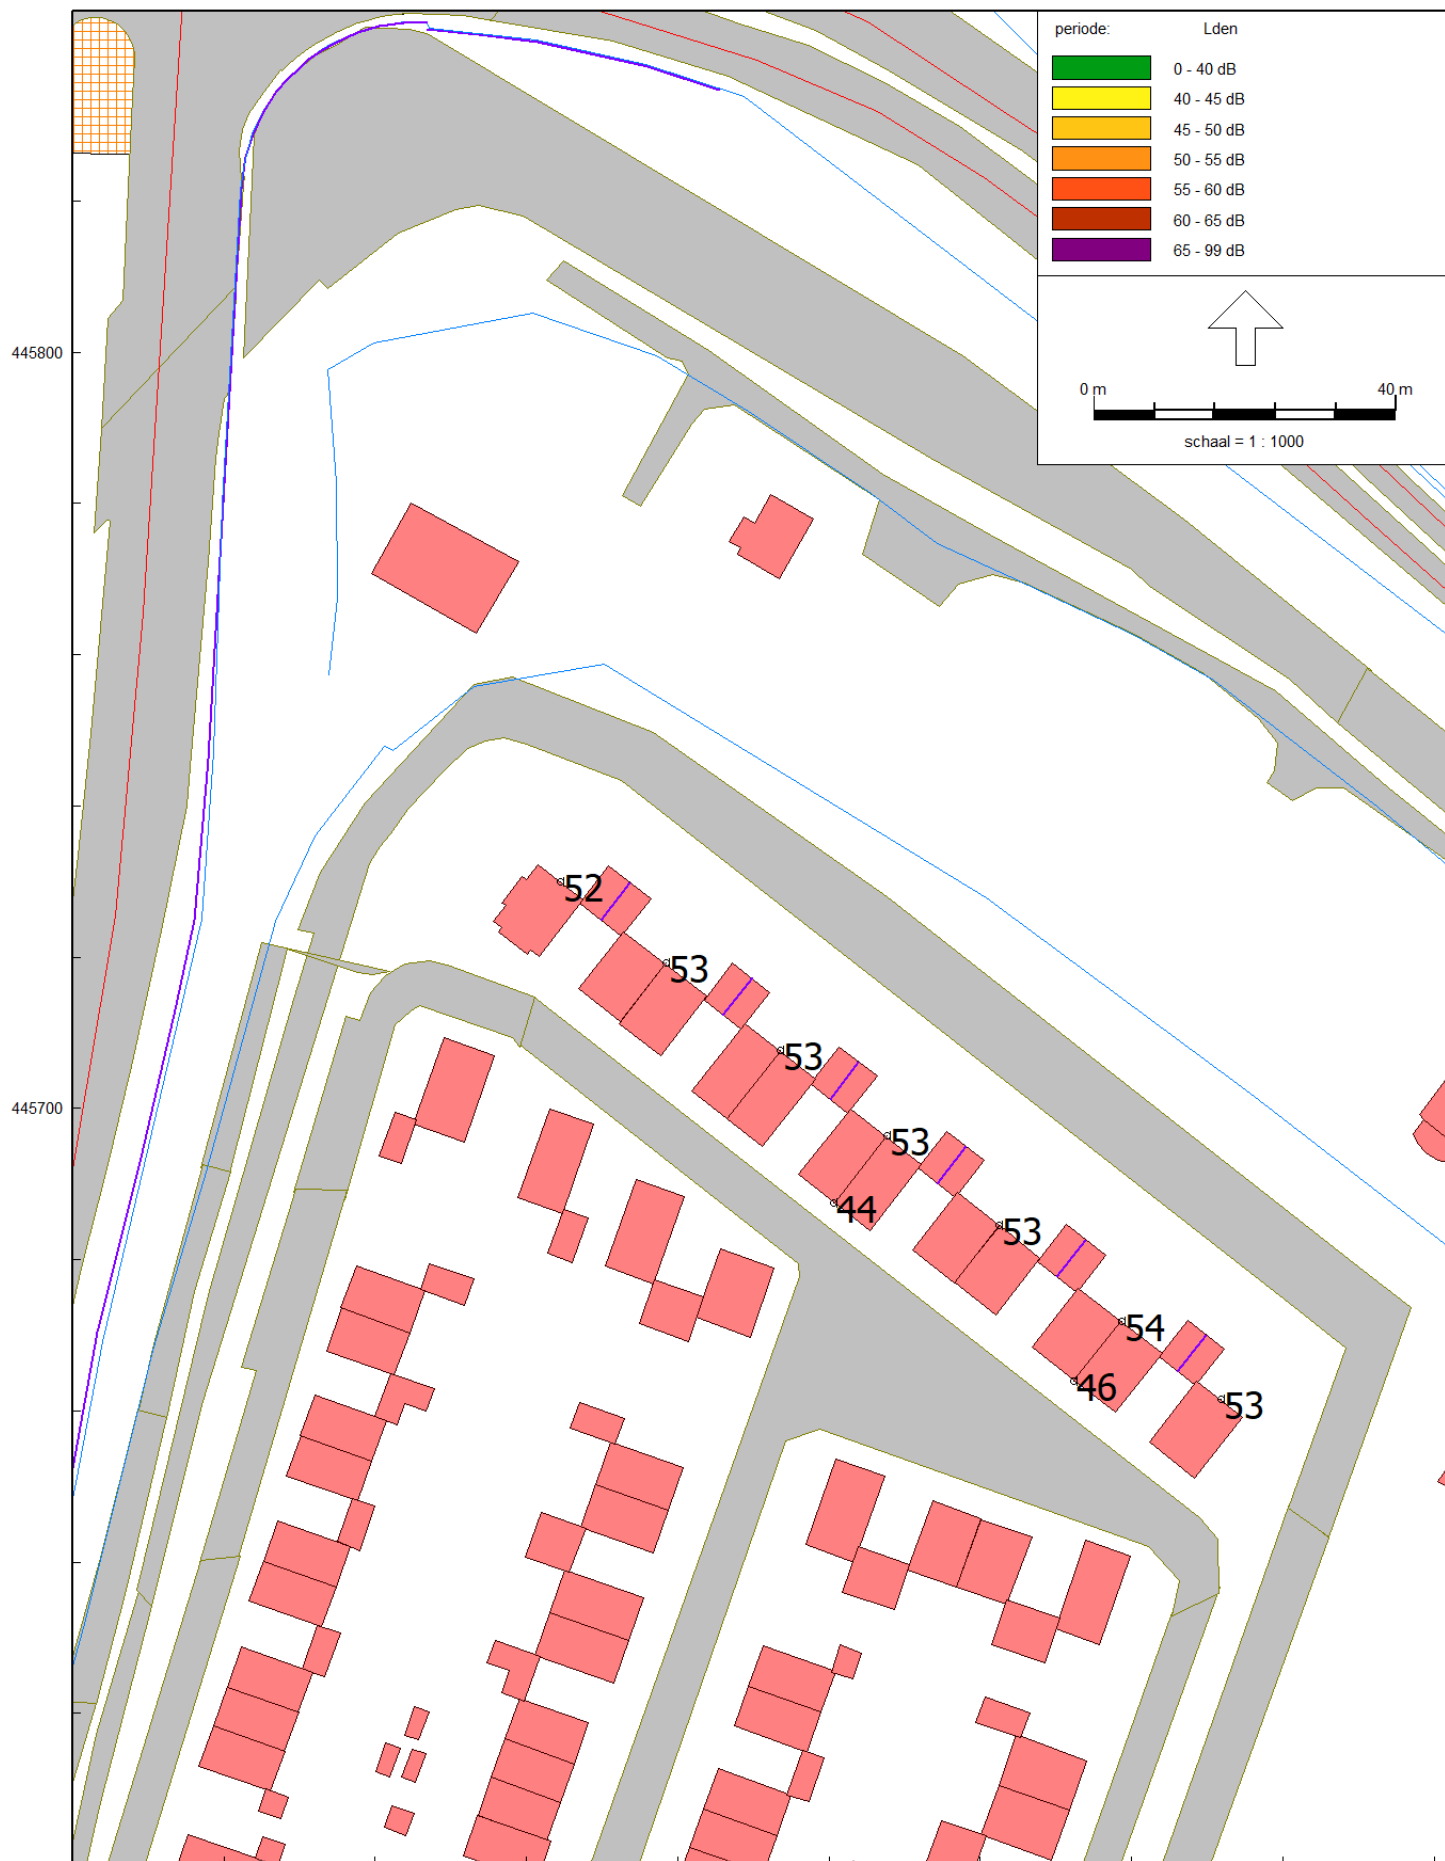 periode: Lden
0 - 40 dB
40 - 45 dB
45 - 50 dB
50 - 55 dB
55 - 60 dB
60 - 65 dB
65 - 99 dB
445800
0 m 40 m
schaal = 1 : 1000
52
53
53
445700
53
44
53
54
46
53